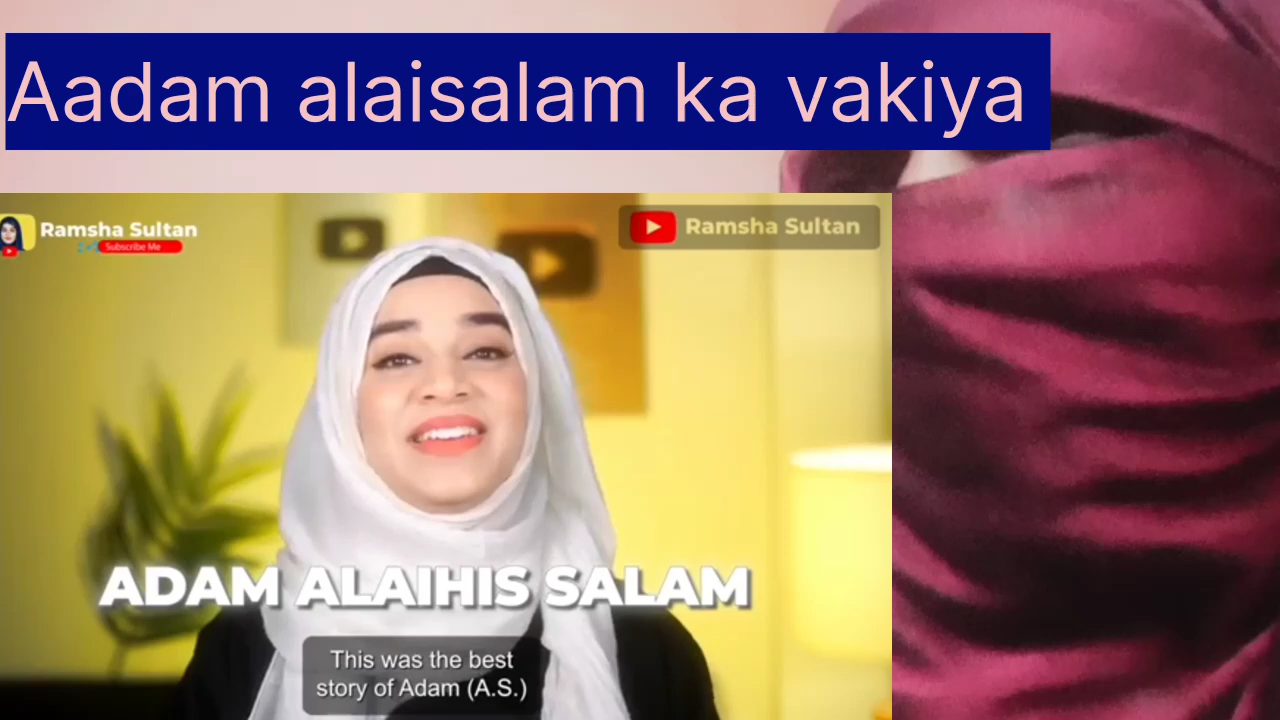 Aadam alaisalam ka vakiya
Ramsha Sultan
Subscribe Me
Ramsha Sultan
ADAM ALAIHIS SALAM
This was the best
story of Adam (A.S.)